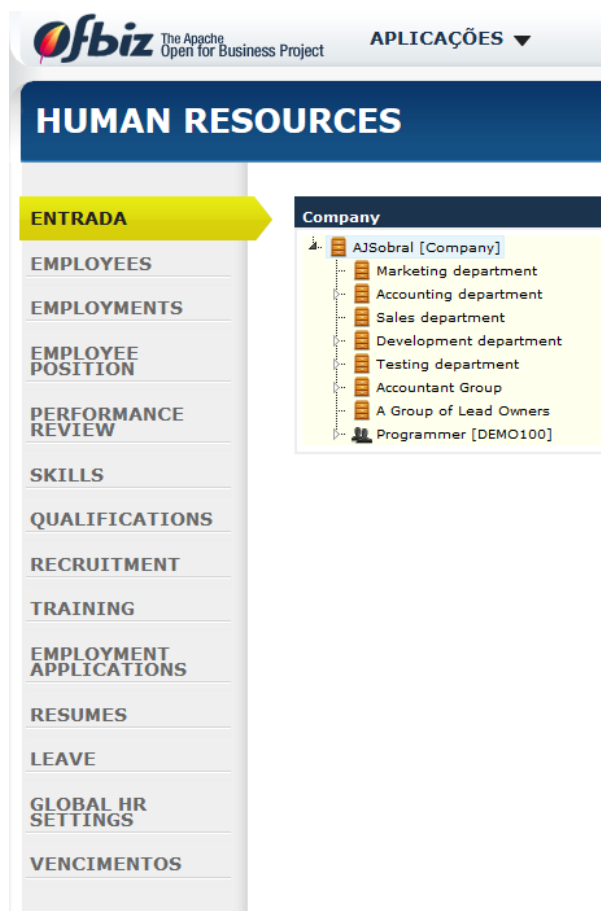 Ofbiz The Apache Open for Business Project
APLICAÇÕES
HUMAN RESOURCES
ENTRADA
EMPLOYEES
EMPLOYMENTS
EMPLOYEE
POSITION
PERFORMANCE
REVIEW
SKILLS
QUALIFICATIONS
RECRUITMENT
TRAINING
EMPLOYMENT
APPLICATIONS
RESUMES
LEAVE
GLOBAL HR
SETTINGS
VENCIMENTOS
Company
AJSobral [Company]
Marketing department
Accounting department
Sales department
Development department
Testing department
Accountant Group
A Group of Lead Owners
Programmer [DEMO100]